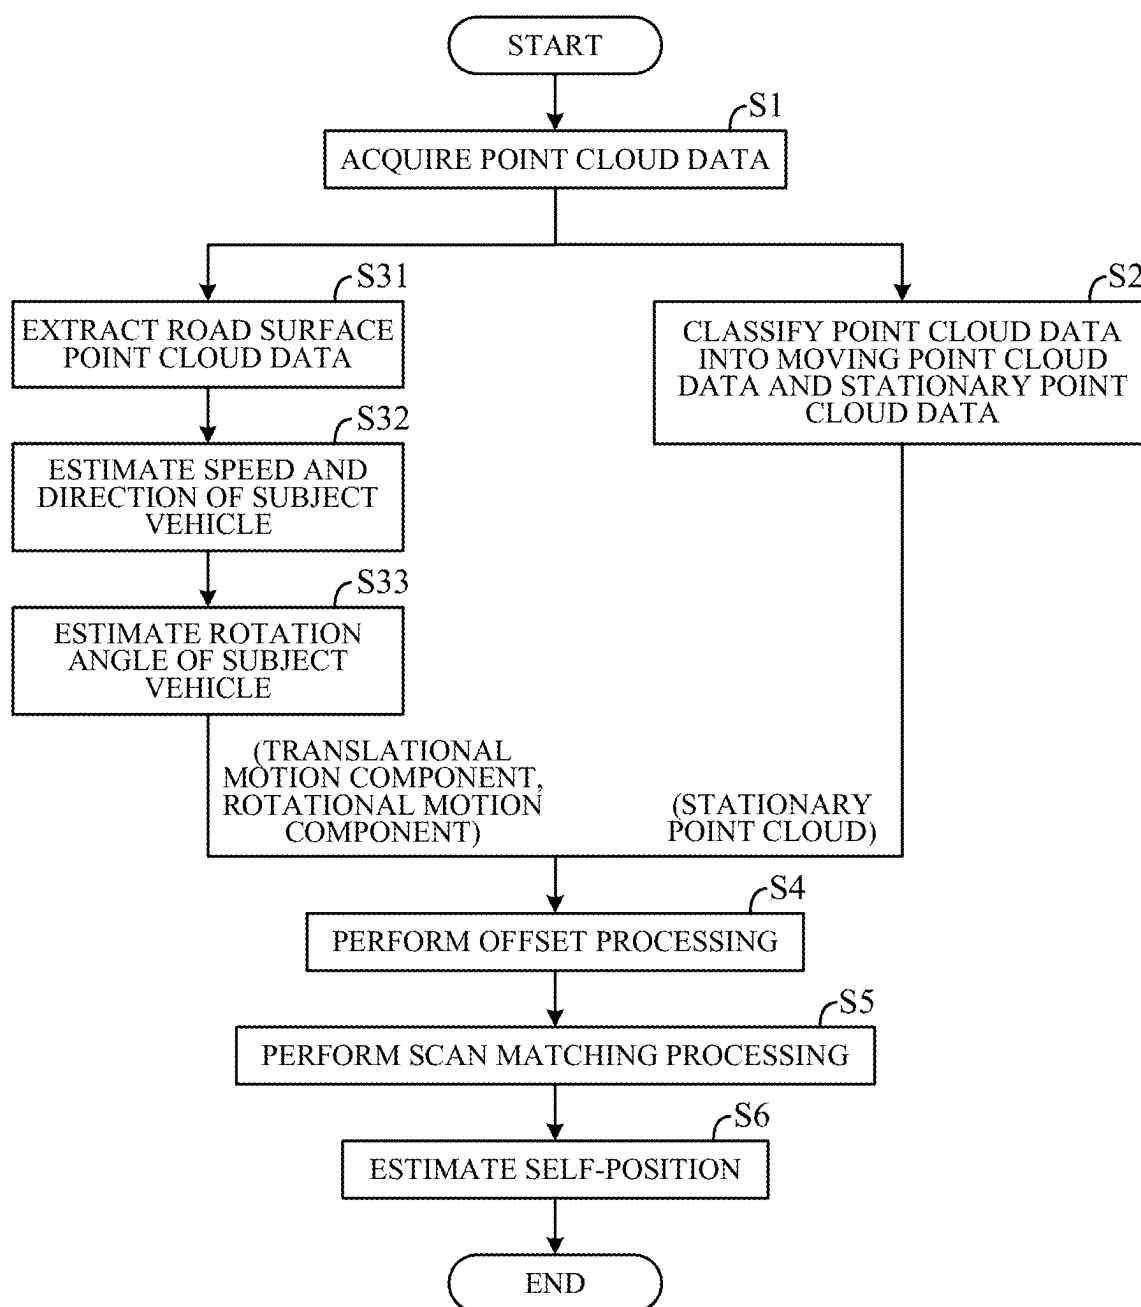 START
S1
ACQUIRE POINT CLOUD DATA
S31
EXTRACT ROAD SURFACE
POINT CLOUD DATA
S2
CLASSIFY POINT CLOUD DATA
INTO MOVING POINT CLOUD
DATA AND STATIONARY POINT
CLOUD DATA
S32
ESTIMATE SPEED AND
DIRECTION OF SUBJECT
VEHICLE
S33
ESTIMATE ROTATION
ANGLE OF SUBJECT
VEHICLE
(TRANSLATIONAL
MOTION COMPONENT,
ROTATIONAL MOTION
COMPONENT)
(STATIONARY
POINT CLOUD)
S4
PERFORM OFFSET PROCESSING
S5
PERFORM SCAN MATCHING PROCESSING
S6
ESTIMATE SELF-POSITION
END